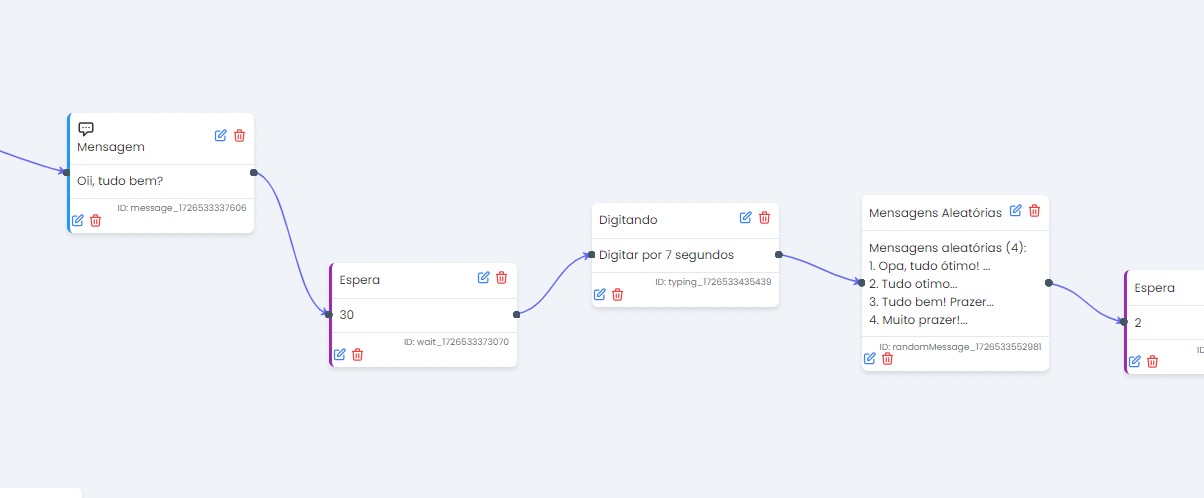 Mensagem
Oii, tudo bem?
ID: message_1726533337606
Espera
30
ID: wait_1726533373070
Digitando
Digitar por 7 segundos
ID: typing_1726533435439
Mensagens Aleatórias
Mensagens aleatórias (4):
1. Opa, tudo ótimo! ...
2. Tudo otimo...
3. Tudo bem! Prazer...
4. Muito prazer!...
ID: randomMessage_1726533552981
Espera
2
ID